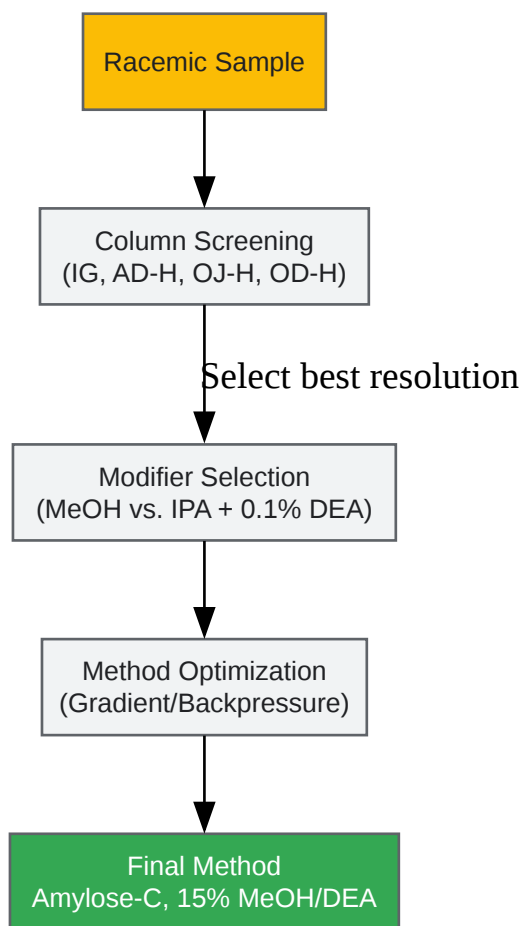 Racemic Sample
Column Screening
(IG, AD-H, OJ-H, OD-H)
Select best resolution
Modifier Selection
(MeOH vs. IPA + 0.1% DEA)
Method Optimization
(Gradient/Backpressure)
Final Method
Amylose-C, 15% MeOH/DEA